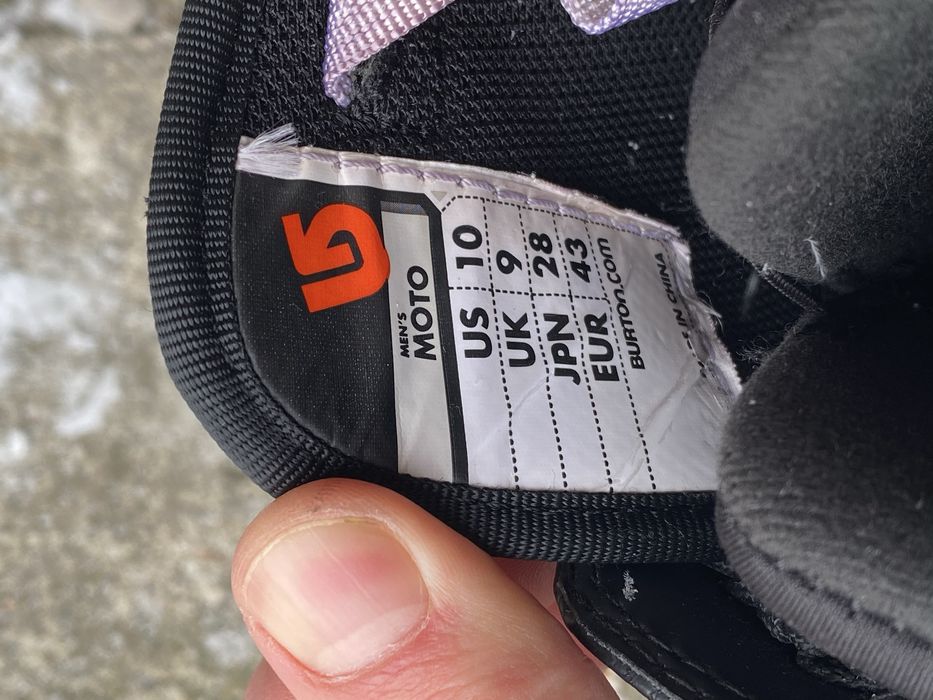 MEN'S
MOTO
US 10
UK 9
JPN 28
EUR 43
BURTON.com
IN CHINA